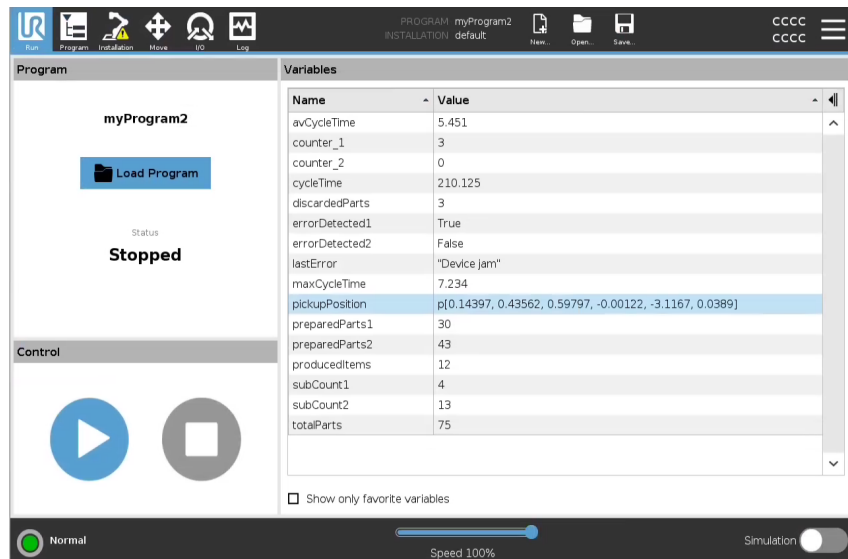 UR
Run Program Installation Move I/O Log
PROGRAM myProgram2
INSTALLATION default
New... Open... Save...
CCCC
CCCC
Program
myProgram2
Load Program
Status
Stopped
Control
Variables
Name Value
avCycleTime 5.451
counter_1 3
counter_2 0
cycleTime 210.125
discardedParts 3
errorDetected1 True
errorDetected2 False
lastError "Device jam"
maxCycleTime 7.234
pickupPosition p[0.14397, 0.43562, 0.59797, -0.00122, -3.1167, 0.0389]
preparedParts1 30
preparedParts2 43
producedItems 12
subCount1 4
subCount2 13
totalParts 75
Show only favorite variables
Normal
Speed 100%
Simulation